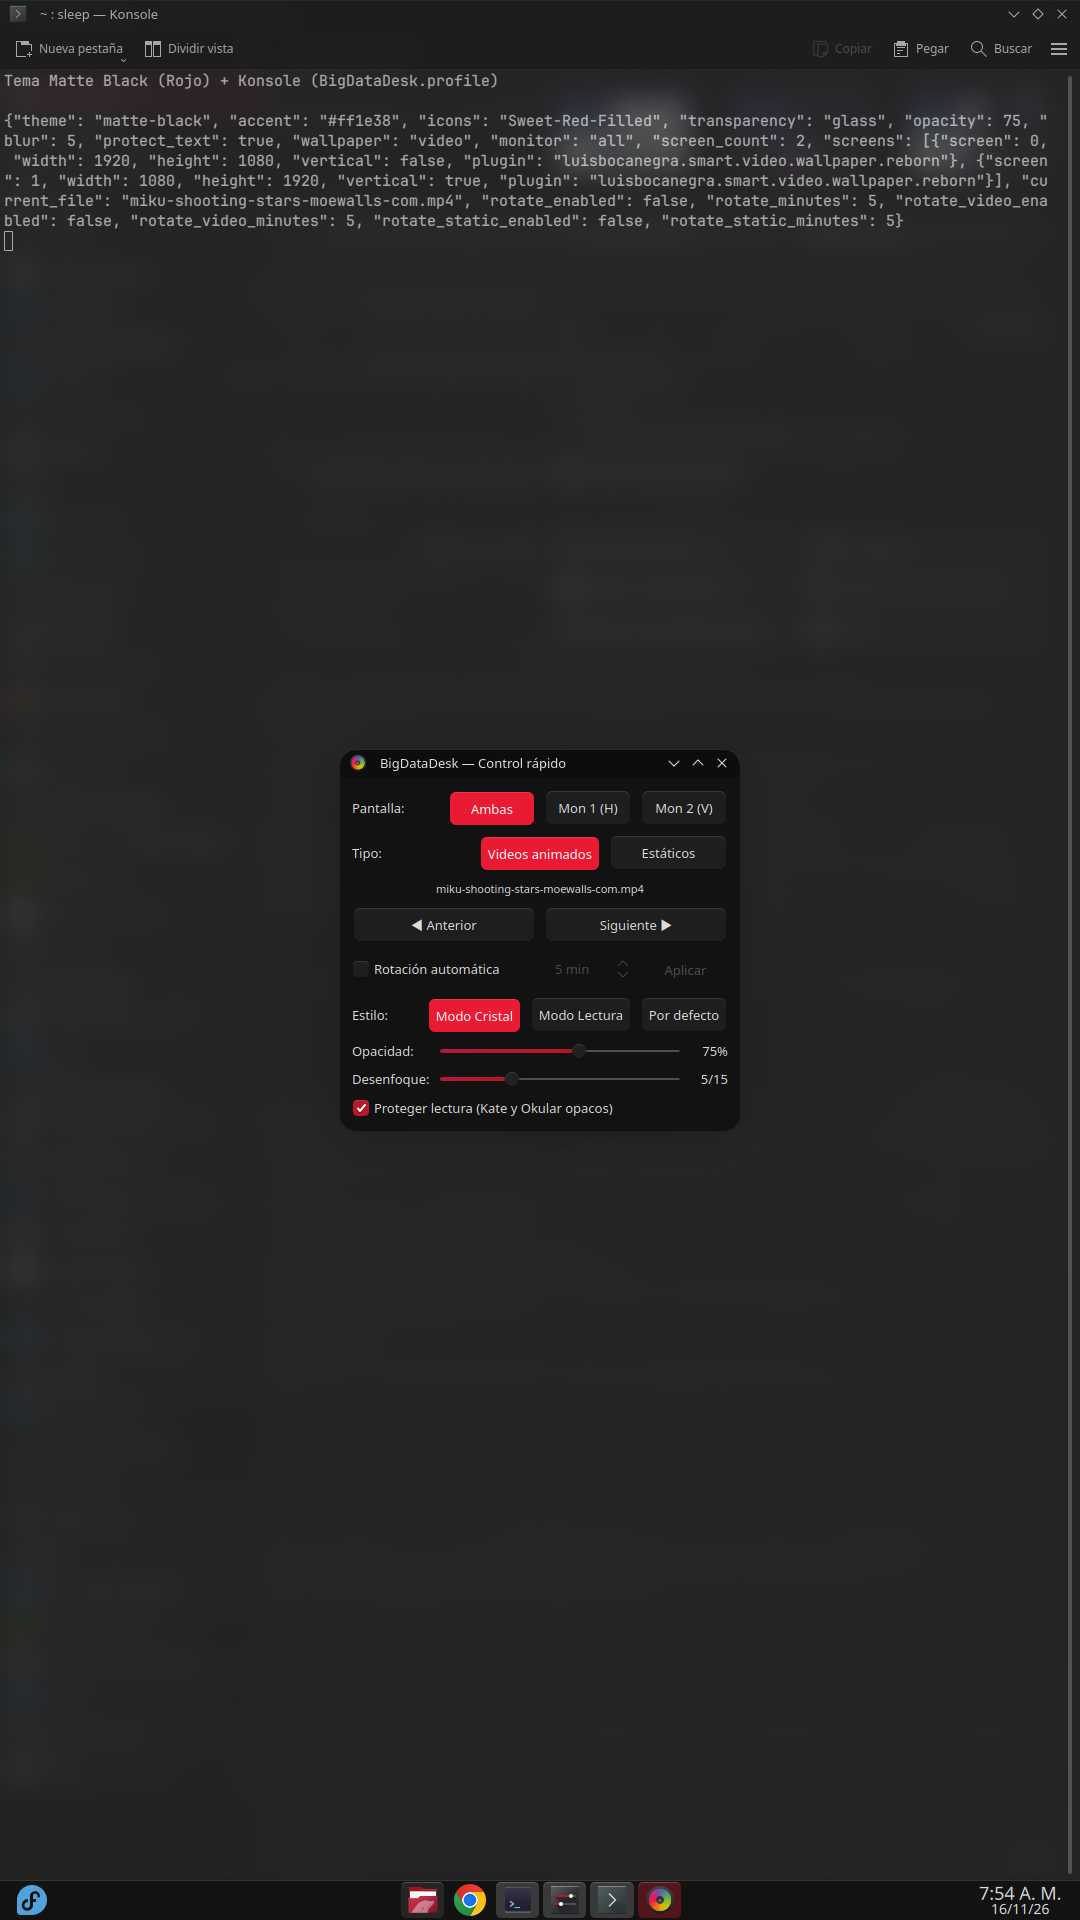 ~ : sleep — Konsole
Nueva pestaña
Dividir vista
Copiar
Pegar
Buscar
Tema Matte Black (Rojo) + Konsole (BigDataDesk.profile)
{"theme": "matte-black", "accent": "#ff1e38", "icons": "Sweet-Red-Filled", "transparency": "glass", "opacity": 75, "
blur": 5, "protect_text": true, "wallpaper": "video", "monitor": "all", "screen_count": 2, "screens": [{"screen": 0,
"width": 1920, "height": 1080, "vertical": false, "plugin": "luisbocanegra.smart.video.wallpaper.reborn"}, {"screen
": 1, "width": 1080, "height": 1920, "vertical": true, "plugin": "luisbocanegra.smart.video.wallpaper.reborn"}], "cu
rrent_file": "miku-shooting-stars-moewalls-com.mp4", "rotate_enabled": false, "rotate_minutes": 5, "rotate_video_ena
bled": false, "rotate_video_minutes": 5, "rotate_static_enabled": false, "rotate_static_minutes": 5}
BigDataDesk — Control rápido
Pantalla:
Ambas
Mon 1 (H)
Mon 2 (V)
Tipo:
Videos animados
Estáticos
miku-shooting-stars-moewalls-com.mp4
◀ Anterior
Siguiente ▶
Rotación automática
5 min
Aplicar
Estilo:
Modo Cristal
Modo Lectura
Por defecto
Opacidad:
75%
Desenfoque:
5/15
Proteger lectura (Kate y Okular opacos)
7:54 A. M.
16/11/26